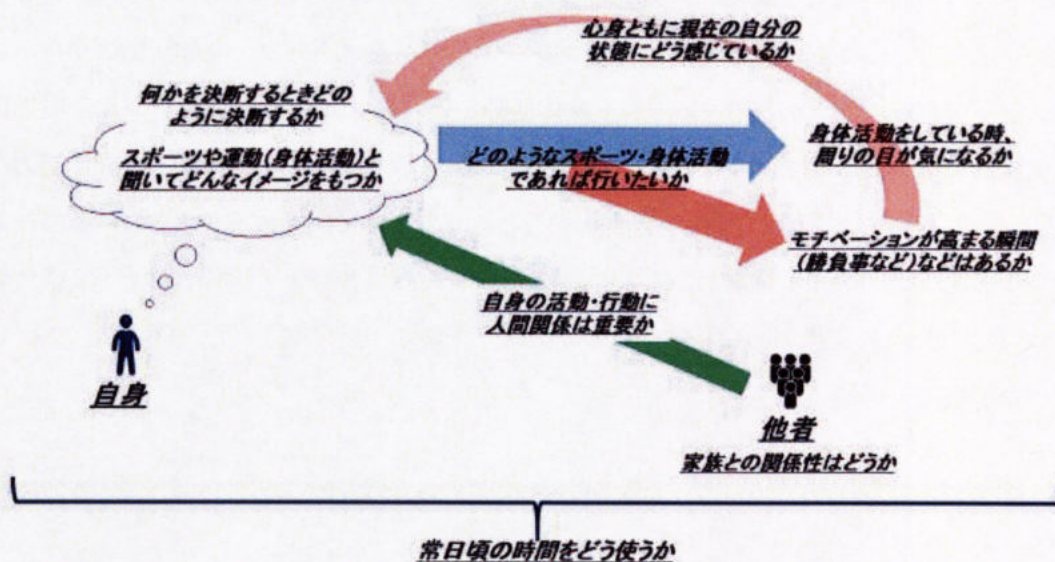 心身ともに現在の自分の
状態にどう感じているか
何かを決断するときどの
ように決断するか
スポーツや運動(身体活動)と
聞いてどんなイメージをもつか
どのようなスポーツ・身体活動
であれば行いたいか
身体活動をしている時、
周りの目が気になるか
モチベーションが高まる瞬間
(勝負事など)などはあるか
自身の活動・行動に
人間関係は重要か
自身
他者
家族との関係性はどうか
常日頃の時間をどう使うか